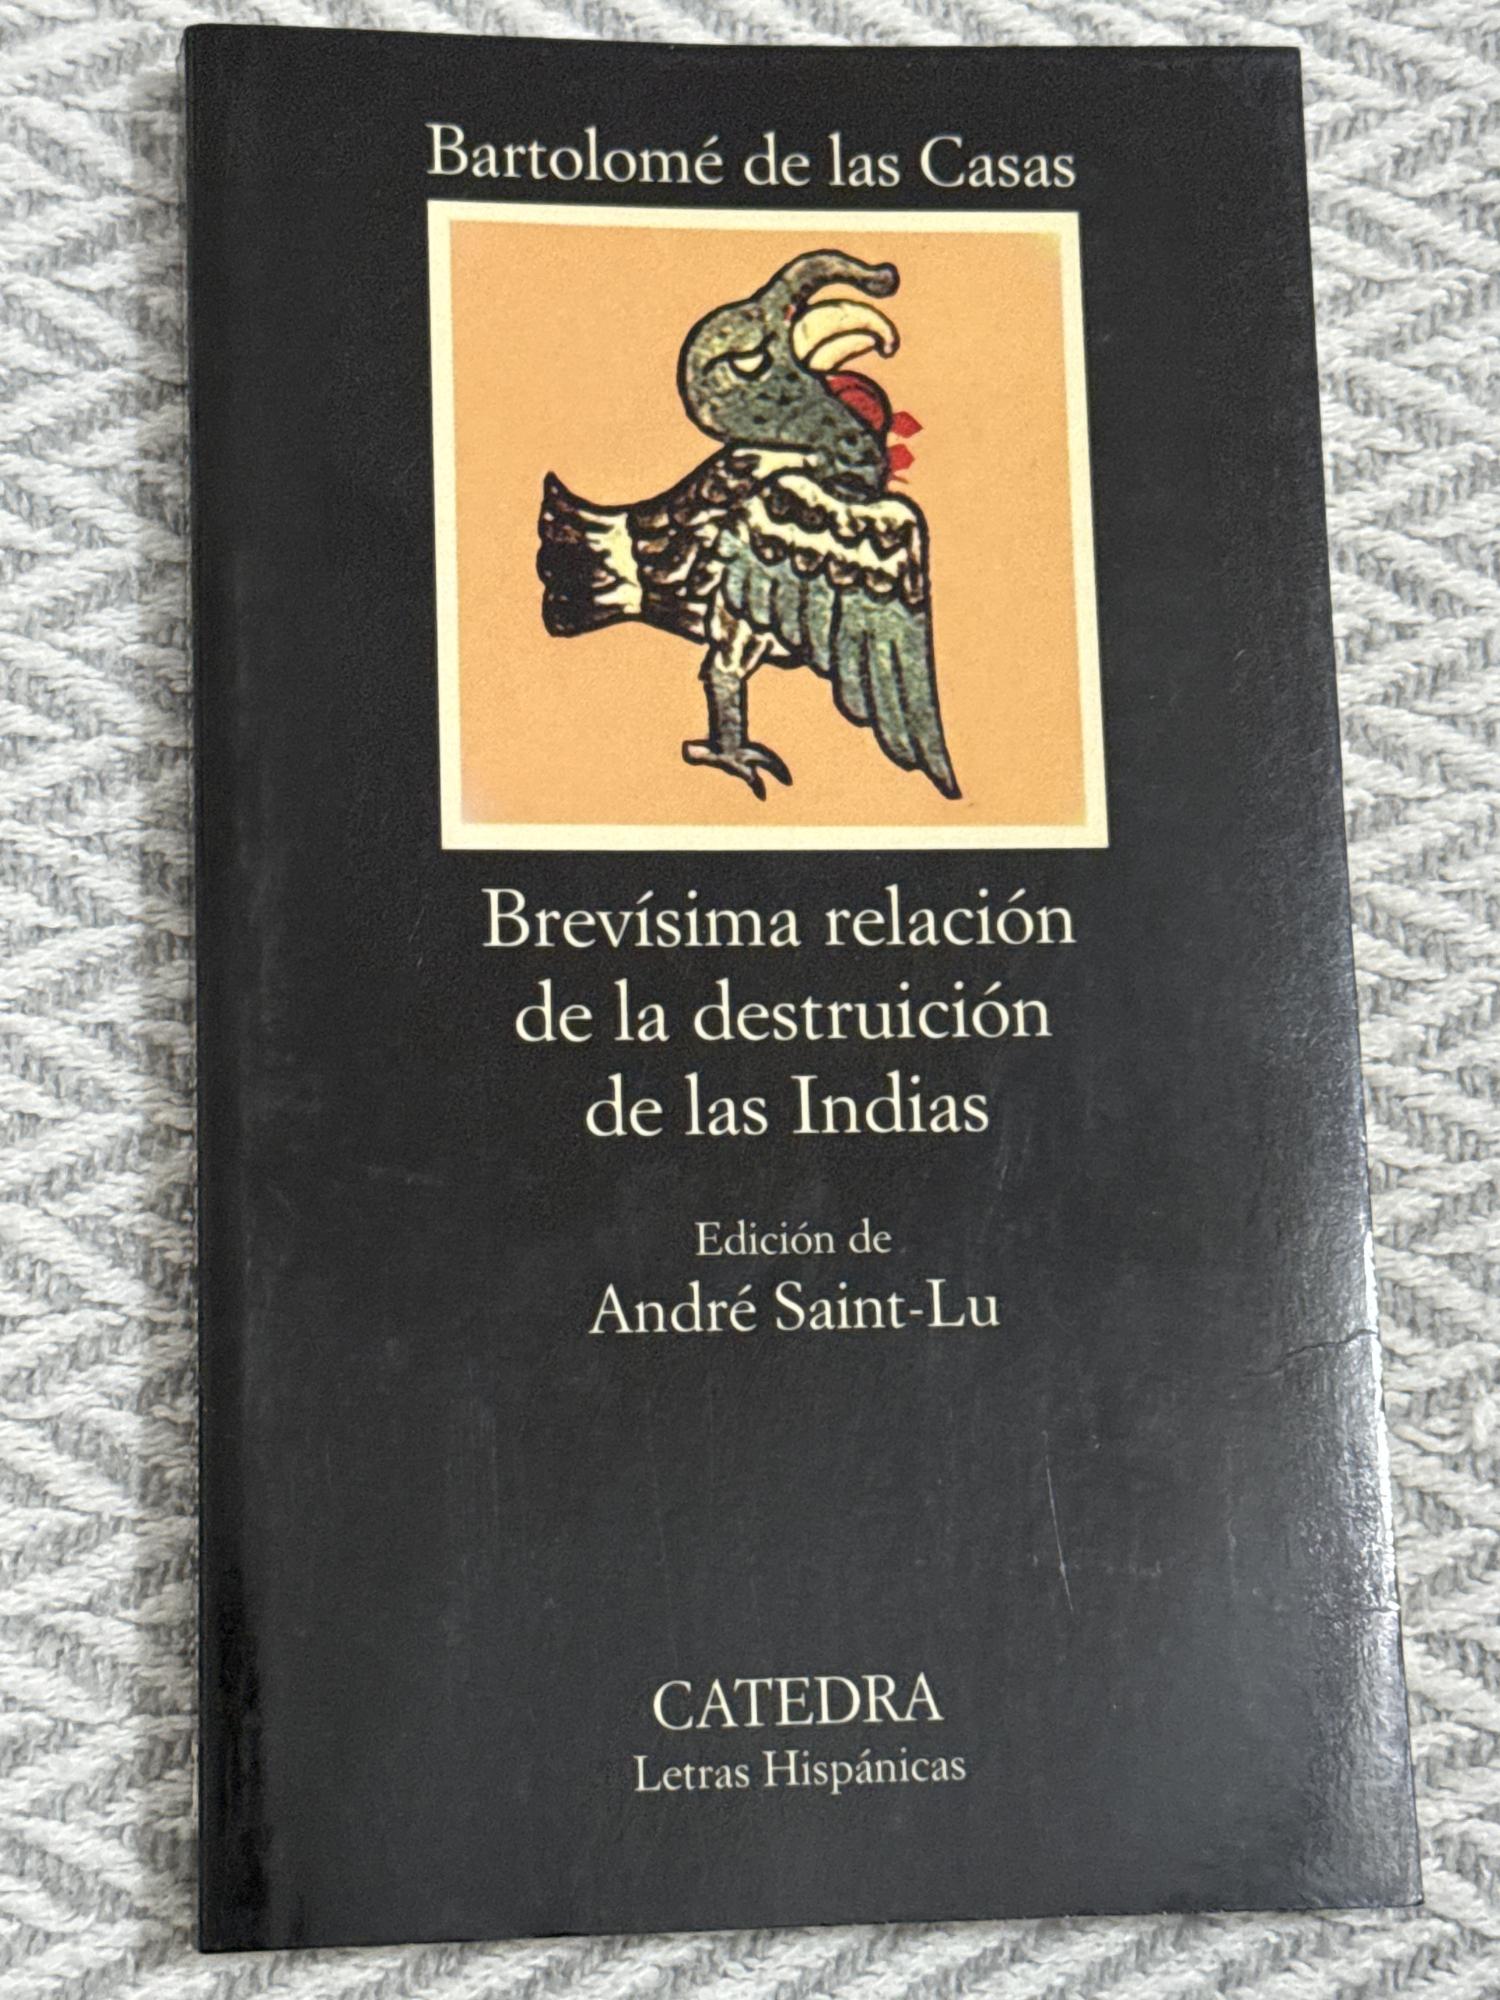 Bartolomé de las Casas
Brevísima relación
de la destruición
de las Indias
Edición de
André Saint-Lu
CATEDRA
Letras Hispánicas